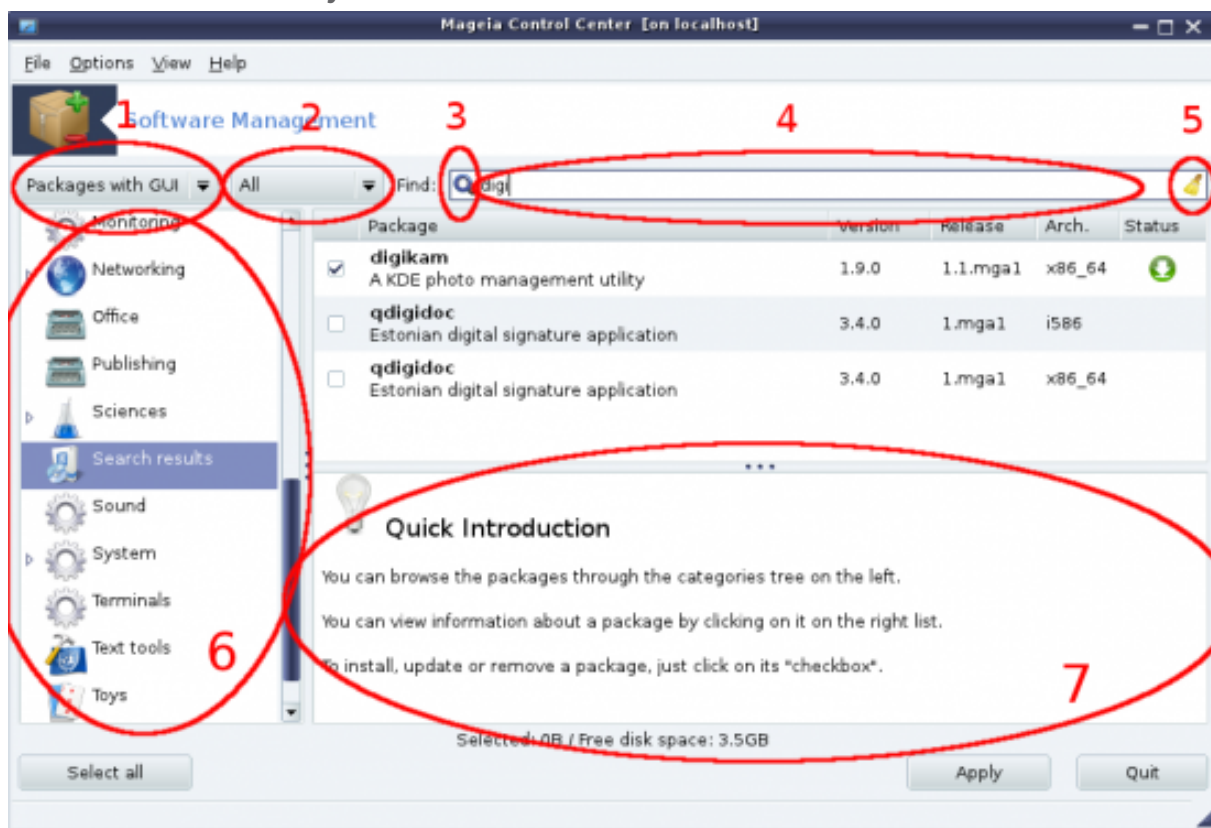 Mageia Control Center [on localhost]
File Options View Help
1 2 3 4 5
Software Management
Packages with GUI All Find: digi
Package Version Release Arch. Status
Monitoring
Networking
Office
Publishing
Sciences
Search results
Sound
System
Terminals
Text tools
Toys
6
digikam 1.9.0 1.1.mga1 x86_64
A KDE photo management utility
qdigidoc 3.4.0 1.mga1 i586
Estonian digital signature application
qdigidoc 3.4.0 1.mga1 x86_64
Estonian digital signature application
Quick Introduction
You can browse the packages through the categories tree on the left.
You can view information about a package by clicking on it on the right list.
To install, update or remove a package, just click on its "checkbox".
7
Selected: 0B / Free disk space: 3.5GB
Select all Apply Quit